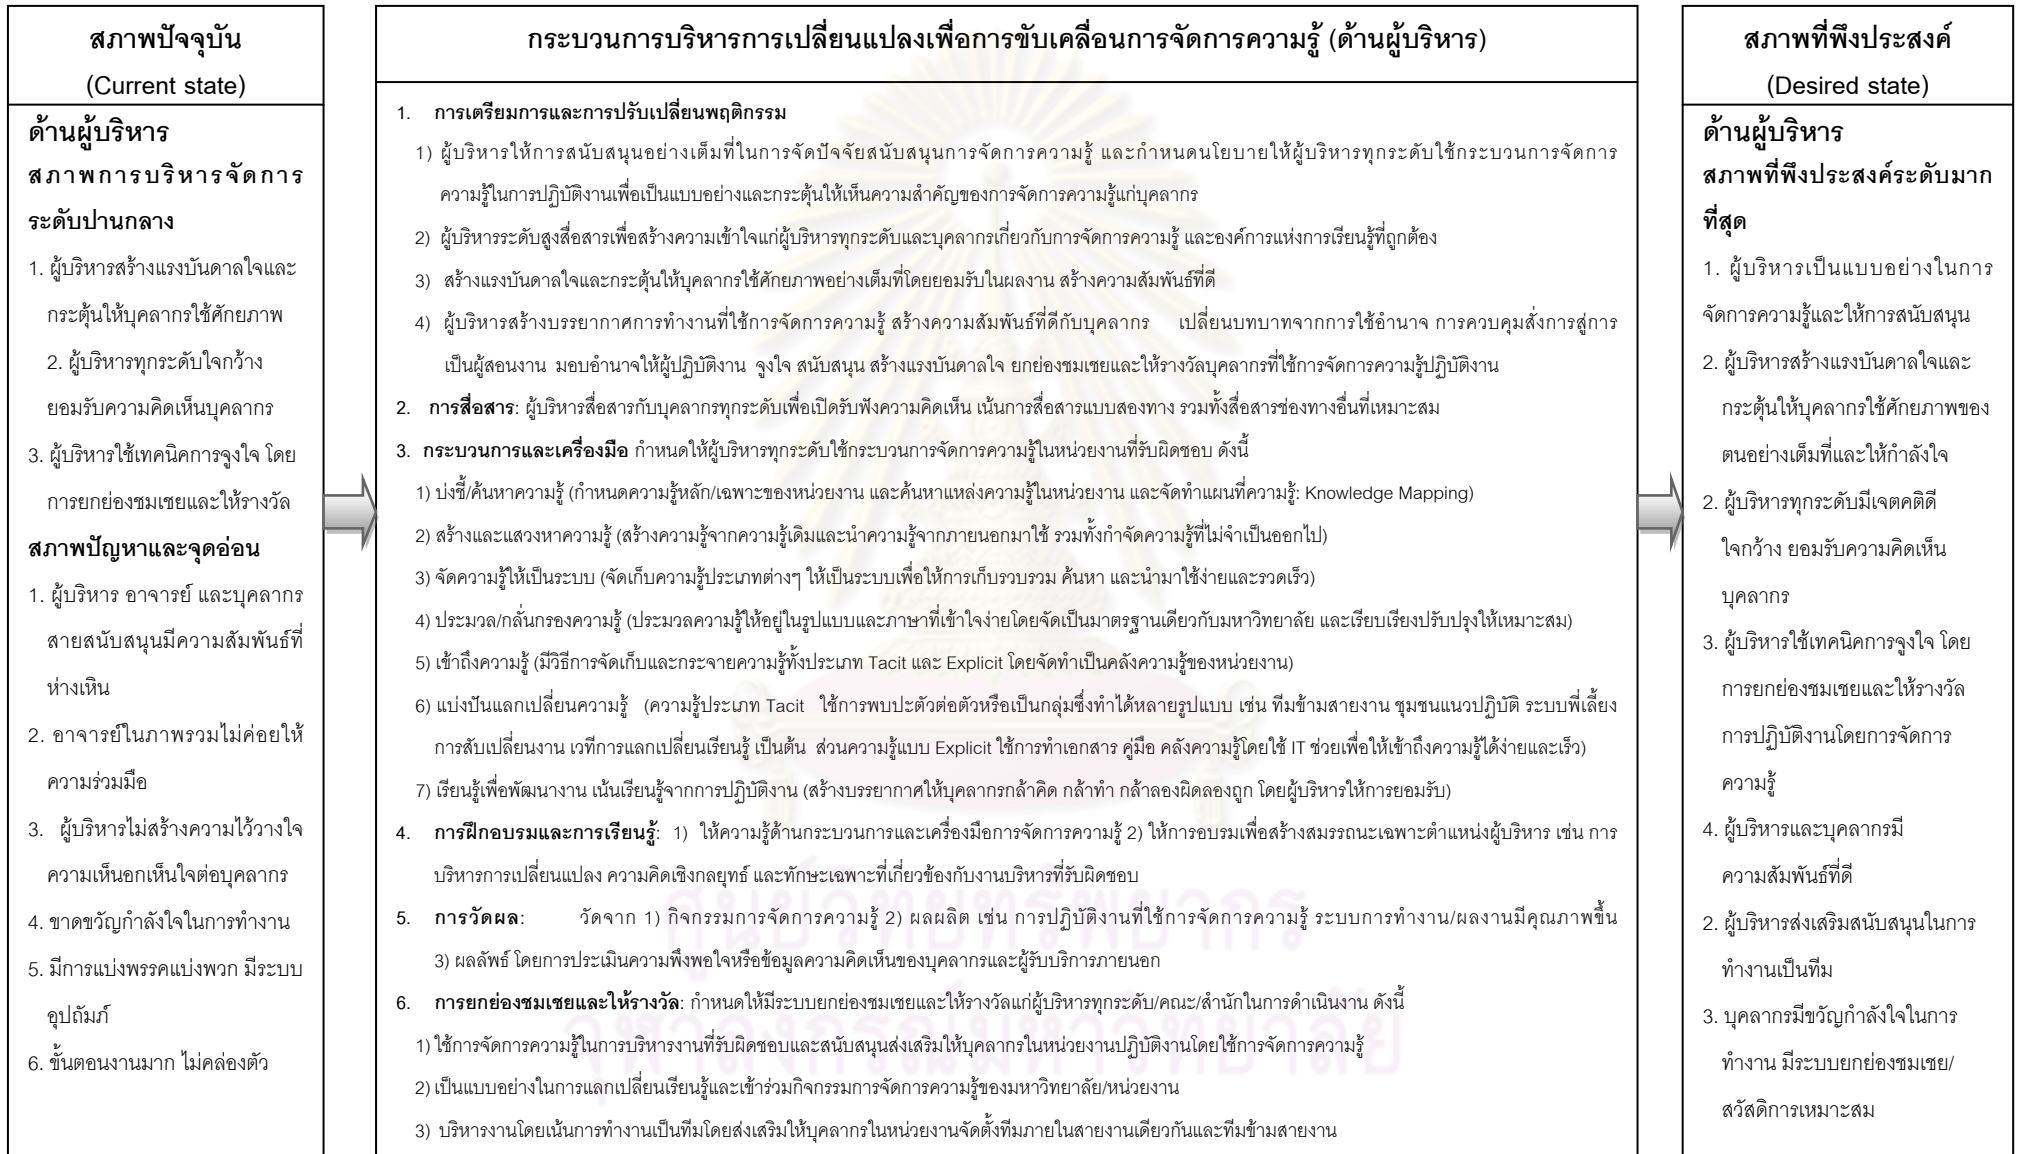 สภาพปัจจุบัน
(Current state)
ด้านผู้บริหาร
สภาพการบริหารจัดการ
ระดับปานกลาง
1. ผู้บริหารสร้างแรงบันดาลใจและ
กระตุ้นให้บุคลากรใช้ศักยภาพ
2. ผู้บริหารทุกระดับใจกว้าง
ยอมรับความคิดเห็นบุคลากร
3. ผู้บริหารใช้เทคนิคการจูงใจ โดย
การยกย่องชมเชยและให้รางวัล
สภาพปัญหาและจุดอ่อน
1. ผู้บริหาร อาจารย์ และบุคลากร
สายสนับสนุนมีความสัมพันธ์ที่
ห่างเหิน
2. อาจารย์ในภาพรวมไม่ค่อยให้
ความร่วมมือ
3. ผู้บริหารไม่สร้างความไว้วางใจ
ความเห็นอกเห็นใจต่อบุคลากร
4. ขาดขวัญกำลังใจในการทำงาน
5. มีการแบ่งพรรคแบ่งพวก มีระบบ
อุปถัมภ์
6. ขั้นตอนงานมาก ไม่คล่องตัว
กระบวนการบริหารการเปลี่ยนแปลงเพื่อการขับเคลื่อนการจัดการความรู้ (ด้านผู้บริหาร)
1. การเตรียมการและการปรับเปลี่ยนพฤติกรรม
1) ผู้บริหารให้การสนับสนุนอย่างเต็มที่ในการจัดปัจจัยสนับสนุนการจัดการความรู้ และกำหนดนโยบายให้ผู้บริหารทุกระดับใช้กระบวนการจัดการ
ความรู้ในการปฏิบัติงานเพื่อเป็นแบบอย่างและกระตุ้นให้เห็นความสำคัญของการจัดการความรู้แก่บุคลากร
2) ผู้บริหารระดับสูงสื่อสารเพื่อสร้างความเข้าใจแก่ผู้บริหารทุกระดับและบุคลากรเกี่ยวกับการจัดการความรู้ และองค์การแห่งการเรียนรู้ที่ถูกต้อง
3) สร้างแรงบันดาลใจและกระตุ้นให้บุคลากรใช้ศักยภาพอย่างเต็มที่โดยยอมรับในผลงาน สร้างความสัมพันธ์ที่ดี
4) ผู้บริหารสร้างบรรยากาศการทำงานที่ใช้การจัดการความรู้ สร้างความสัมพันธ์ที่ดีกับบุคลากร เปลี่ยนบทบาทจากการใช้อำนาจ การควบคุมสั่งการสู่การ
เป็นผู้สอนงาน มอบอำนาจให้ผู้ปฏิบัติงาน จูงใจ สนับสนุน สร้างแรงบันดาลใจ ยกย่องชมเชยและให้รางวัลบุคลากรที่ใช้การจัดการความรู้ปฏิบัติงาน
2. การสื่อสาร: ผู้บริหารสื่อสารกับบุคลากรทุกระดับเพื่อเปิดรับฟังความคิดเห็น เน้นการสื่อสารแบบสองทาง รวมทั้งสื่อสารช่องทางอื่นที่เหมาะสม
3. กระบวนการและเครื่องมือ กำหนดให้ผู้บริหารทุกระดับใช้กระบวนการจัดการความรู้ในหน่วยงานที่รับผิดชอบ ดังนี้
1) บ่งชี้/ค้นหาความรู้ (กำหนดความรู้หลัก/เฉพาะของหน่วยงาน และค้นหาแหล่งความรู้ในหน่วยงาน และจัดทำแผนที่ความรู้: Knowledge Mapping)
2) สร้างและแสวงหาความรู้ (สร้างความรู้จากความรู้เดิมและนำความรู้จากภายนอกมาใช้ รวมทั้งกำจัดความรู้ที่ไม่จำเป็นออกไป)
3) จัดความรู้ให้เป็นระบบ (จัดเก็บความรู้ประเภทต่างๆ ให้เป็นระบบเพื่อให้การเก็บรวบรวม ค้นหา และนำมาใช้ง่ายและรวดเร็ว)
4) ประมวล/กลั่นกรองความรู้ (ประมวลความรู้ให้อยู่ในรูปแบบและภาษาที่เข้าใจง่ายโดยจัดเป็นมาตรฐานเดียวกับมหาวิทยาลัย และเรียบเรียงปรับปรุงให้เหมาะสม)
5) เข้าถึงความรู้ (มีวิธีการจัดเก็บและกระจายความรู้ทั้งประเภท Tacit และ Explicit โดยจัดทำเป็นคลังความรู้ของหน่วยงาน)
6) แบ่งปันแลกเปลี่ยนความรู้ (ความรู้ประเภท Tacit ใช้การพบปะตัวต่อตัวหรือเป็นกลุ่มซึ่งทำได้หลายรูปแบบ เช่น ทีมข้ามสายงาน ชุมชนแนวปฏิบัติ ระบบพี่เลี้ยง
การสับเปลี่ยนงาน เวทีการแลกเปลี่ยนเรียนรู้ เป็นต้น ส่วนความรู้แบบ Explicit ใช้การทำเอกสาร คู่มือ คลังความรู้โดยใช้ IT ช่วยเพื่อให้เข้าถึงความรู้ได้ง่ายและเร็ว)
7) เรียนรู้เพื่อพัฒนางาน เน้นเรียนรู้จากการปฏิบัติงาน (สร้างบรรยากาศให้บุคลากรกล้าคิด กล้าทำ กล้าลองผิดลองถูก โดยผู้บริหารให้การยอมรับ)
4. การฝึกอบรมและการเรียนรู้: 1) ให้ความรู้ด้านกระบวนการและเครื่องมือการจัดการความรู้ 2) ให้การอบรมเพื่อสร้างสมรรถนะเฉพาะตำแหน่งผู้บริหาร เช่น การ
บริหารการเปลี่ยนแปลง ความคิดเชิงกลยุทธ์ และทักษะเฉพาะที่เกี่ยวข้องกับงานบริหารที่รับผิดชอบ
5. การวัดผล: วัดจาก 1) กิจกรรมการจัดการความรู้ 2) ผลผลิต เช่น การปฏิบัติงานที่ใช้การจัดการความรู้ ระบบการทำงาน/ผลงานมีคุณภาพขึ้น
3) ผลลัพธ์ โดยการประเมินความพึงพอใจหรือข้อมูลความคิดเห็นของบุคลากรและผู้รับบริการภายนอก
6. การยกย่องชมเชยและให้รางวัล: กำหนดให้มีระบบยกย่องชมเชยและให้รางวัลแก่ผู้บริหารทุกระดับ/คณะ/สำนักในการดำเนินงาน ดังนี้
1) ใช้การจัดการความรู้ในการบริหารงานที่รับผิดชอบและสนับสนุนส่งเสริมให้บุคลากรในหน่วยงานปฏิบัติงานโดยใช้การจัดการความรู้
2) เป็นแบบอย่างในการแลกเปลี่ยนเรียนรู้และเข้าร่วมกิจกรรมการจัดการความรู้ของมหาวิทยาลัย/หน่วยงาน
3) บริหารงานโดยเน้นการทำงานเป็นทีมโดยส่งเสริมให้บุคลากรในหน่วยงานจัดตั้งทีมภายในสายงานเดียวกันและทีมข้ามสายงาน
ศูนย์วิทยทรัพยากร
จุฬาลงกรณ์มหาวิทยาลัย
สภาพที่พึงประสงค์
(Desired state)
ด้านผู้บริหาร
สภาพที่พึงประสงค์ระดับมาก
ที่สุด
1. ผู้บริหารเป็นแบบอย่างในการ
จัดการความรู้และให้การสนับสนุน
2. ผู้บริหารสร้างแรงบันดาลใจและ
กระตุ้นให้บุคลากรใช้ศักยภาพของ
ตนอย่างเต็มที่และให้กำลังใจ
2. ผู้บริหารทุกระดับมีเจตคติดี
ใจกว้าง ยอมรับความคิดเห็น
บุคลากร
3. ผู้บริหารใช้เทคนิคการจูงใจ โดย
การยกย่องชมเชยและให้รางวัล
การปฏิบัติงานโดยการจัดการ
ความรู้
4. ผู้บริหารและบุคลากรมี
ความสัมพันธ์ที่ดี
2. ผู้บริหารส่งเสริมสนับสนุนในการ
ทำงานเป็นทีม
3. บุคลากรมีขวัญกำลังใจในการ
ทำงาน มีระบบยกย่องชมเชย/
สวัสดิการเหมาะสม